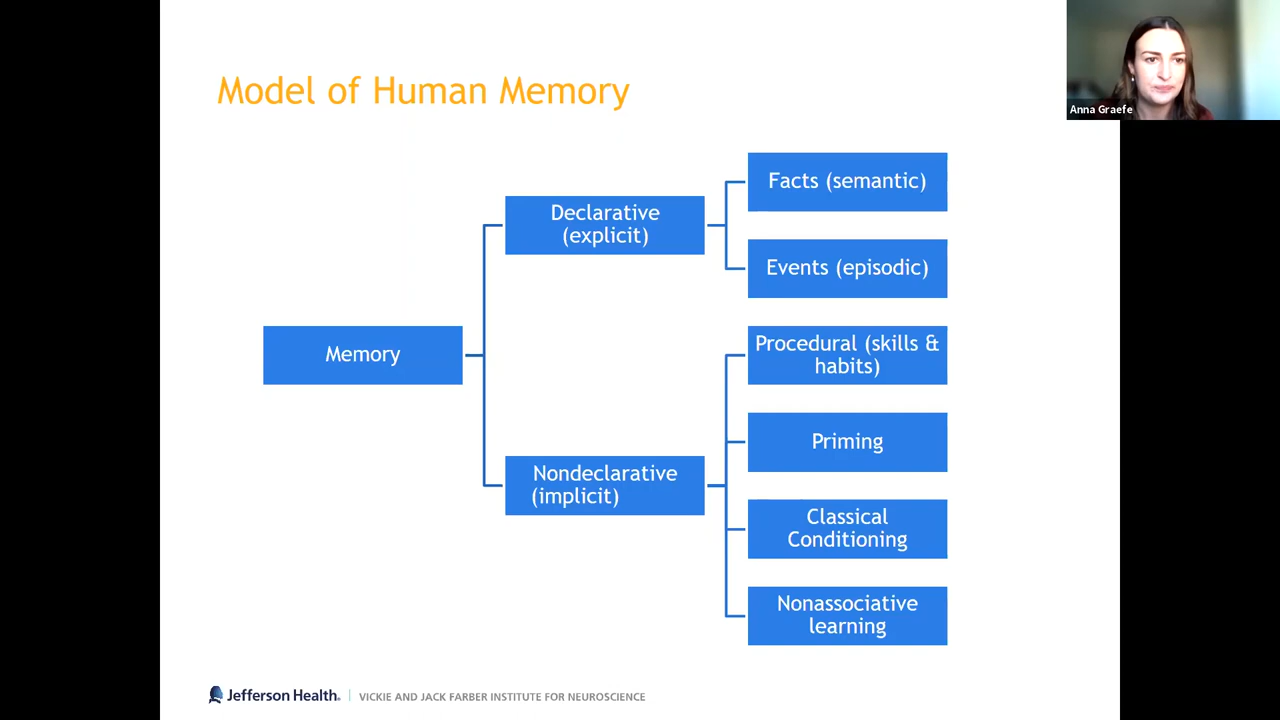 Model of Human Memory
Anna Graefe
Facts (semantic)
Declarative
(explicit)
Events (episodic)
Memory
Procedural (skills &
habits)
Priming
Nondeclarative
(implicit)
Classical
Conditioning
Nonassociative
learning
Jefferson Health. | VICKIE AND JACK FARBER INSTITUTE FOR NEUROSCIENCE